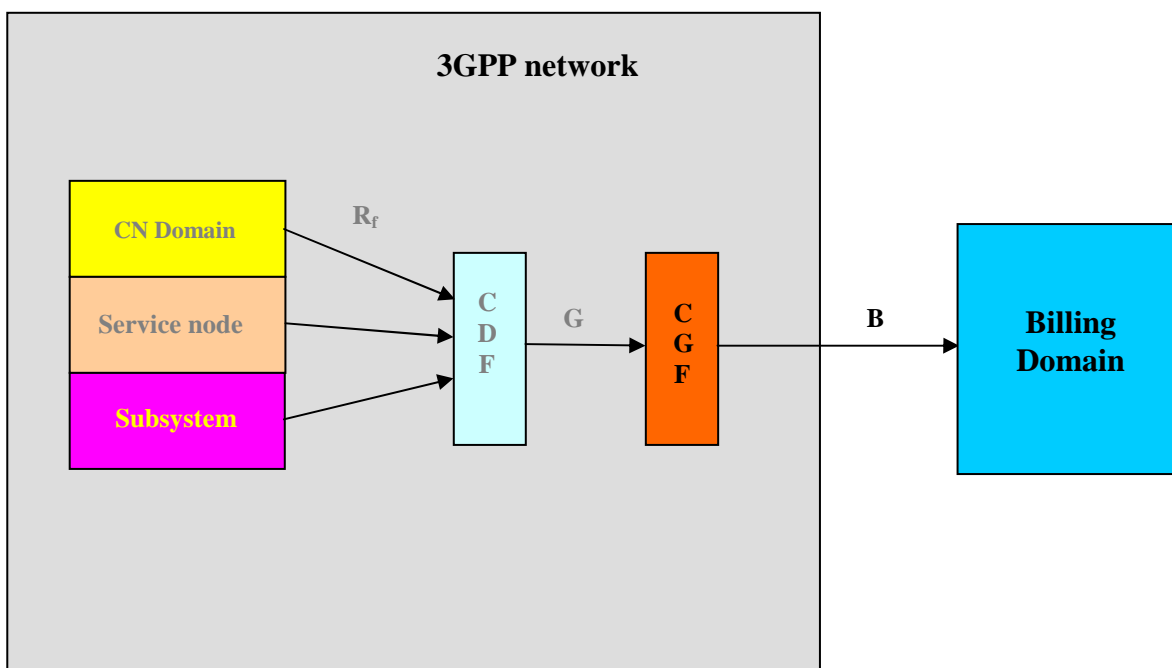 3GPP network
CN Domain
Rf
Service node
Subsystem
C
D
F
G
C
G
F
B
Billing
Domain